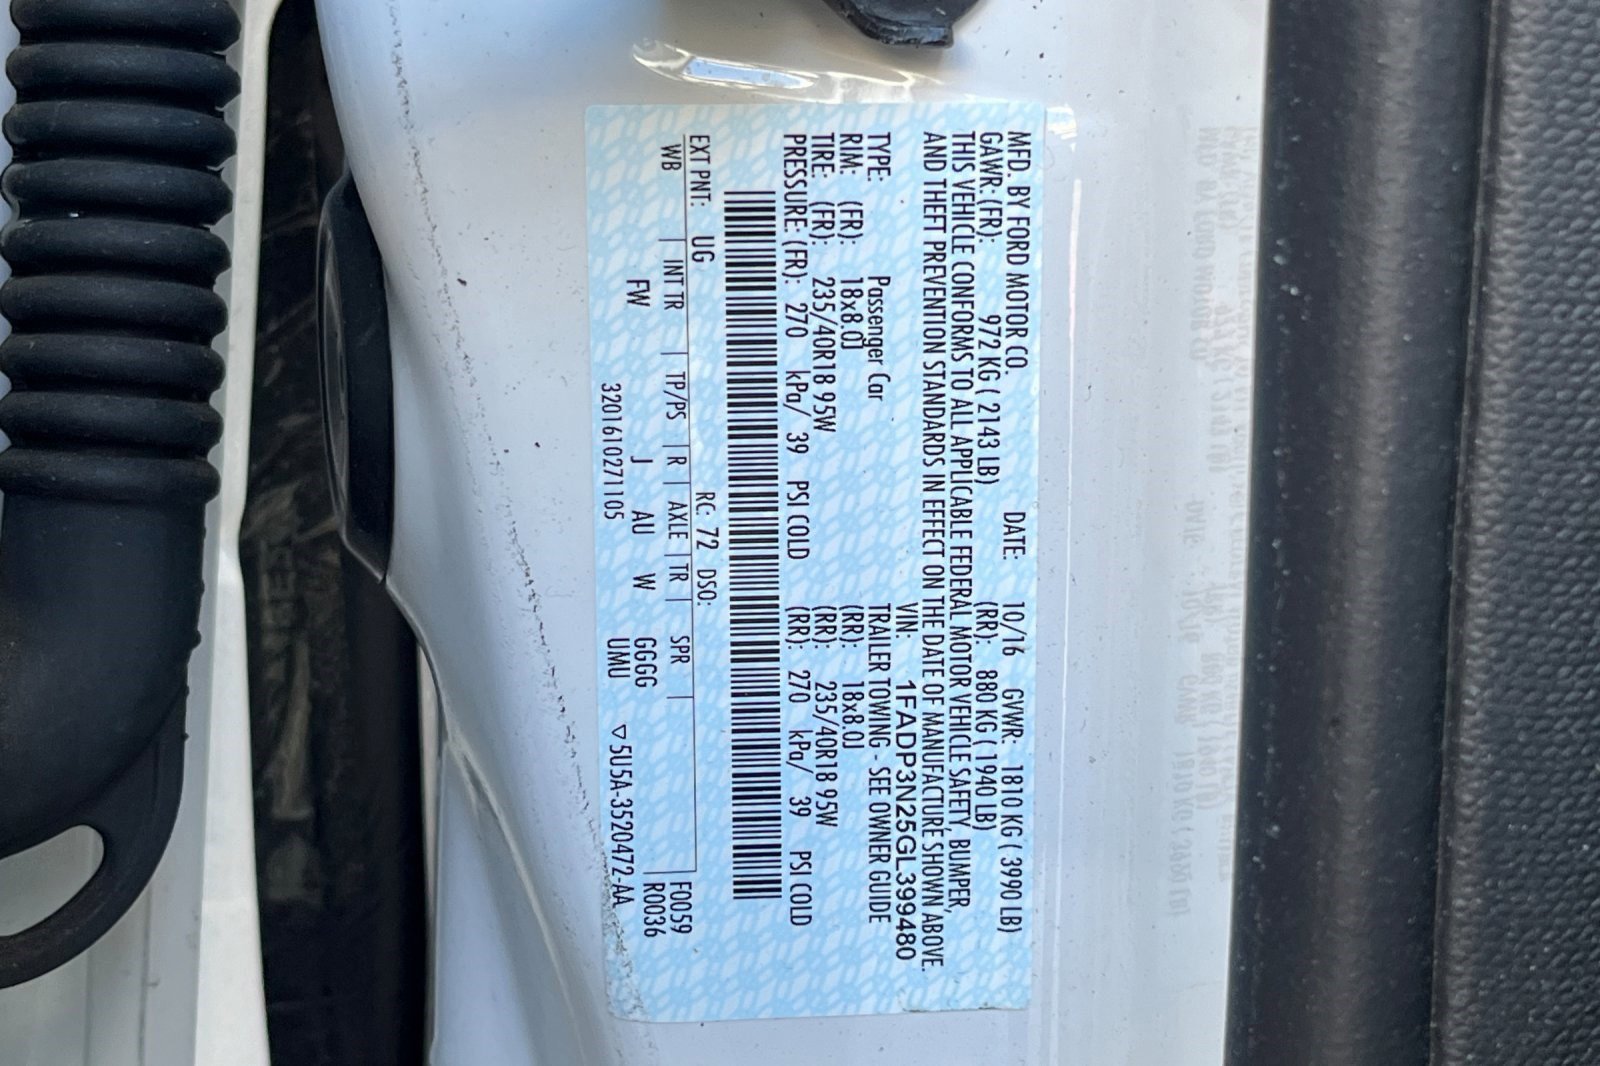 MFD. BY FORD MOTOR CO. DATE: 10/16 GVWR: 1810 KG ( 3990 LB)
GAWR: (FR): 972 KG ( 2143 LB) (RR): 880 KG ( 1940 LB)
THIS VEHICLE CONFORMS TO ALL APPLICABLE FEDERAL MOTOR VEHICLE SAFETY, BUMPER,
AND THEFT PREVENTION STANDARDS IN EFFECT ON THE DATE OF MANUFACTURE SHOWN ABOVE.
VIN: 1FADP3N25GL399480
TYPE: Passenger Car TRAILER TOWING - SEE OWNER GUIDE
RIM: (FR): 18x8.0J (RR): 18x8.0J
TIRE: (FR): 235/40R18 95W (RR): 235/40R18 95W
PRESSURE: (FR): 270 kPa/ 39 PSI COLD (RR): 270 kPa/ 39 PSI COLD
EXT PNT: UG RC: 72 DSO:
WB | INT TR | TP/PS | R | AXLE | TR | SPR | F0059
FW J AU W GGGG R0036
3201610271105 UMU ▽5U5A-3520472-AA